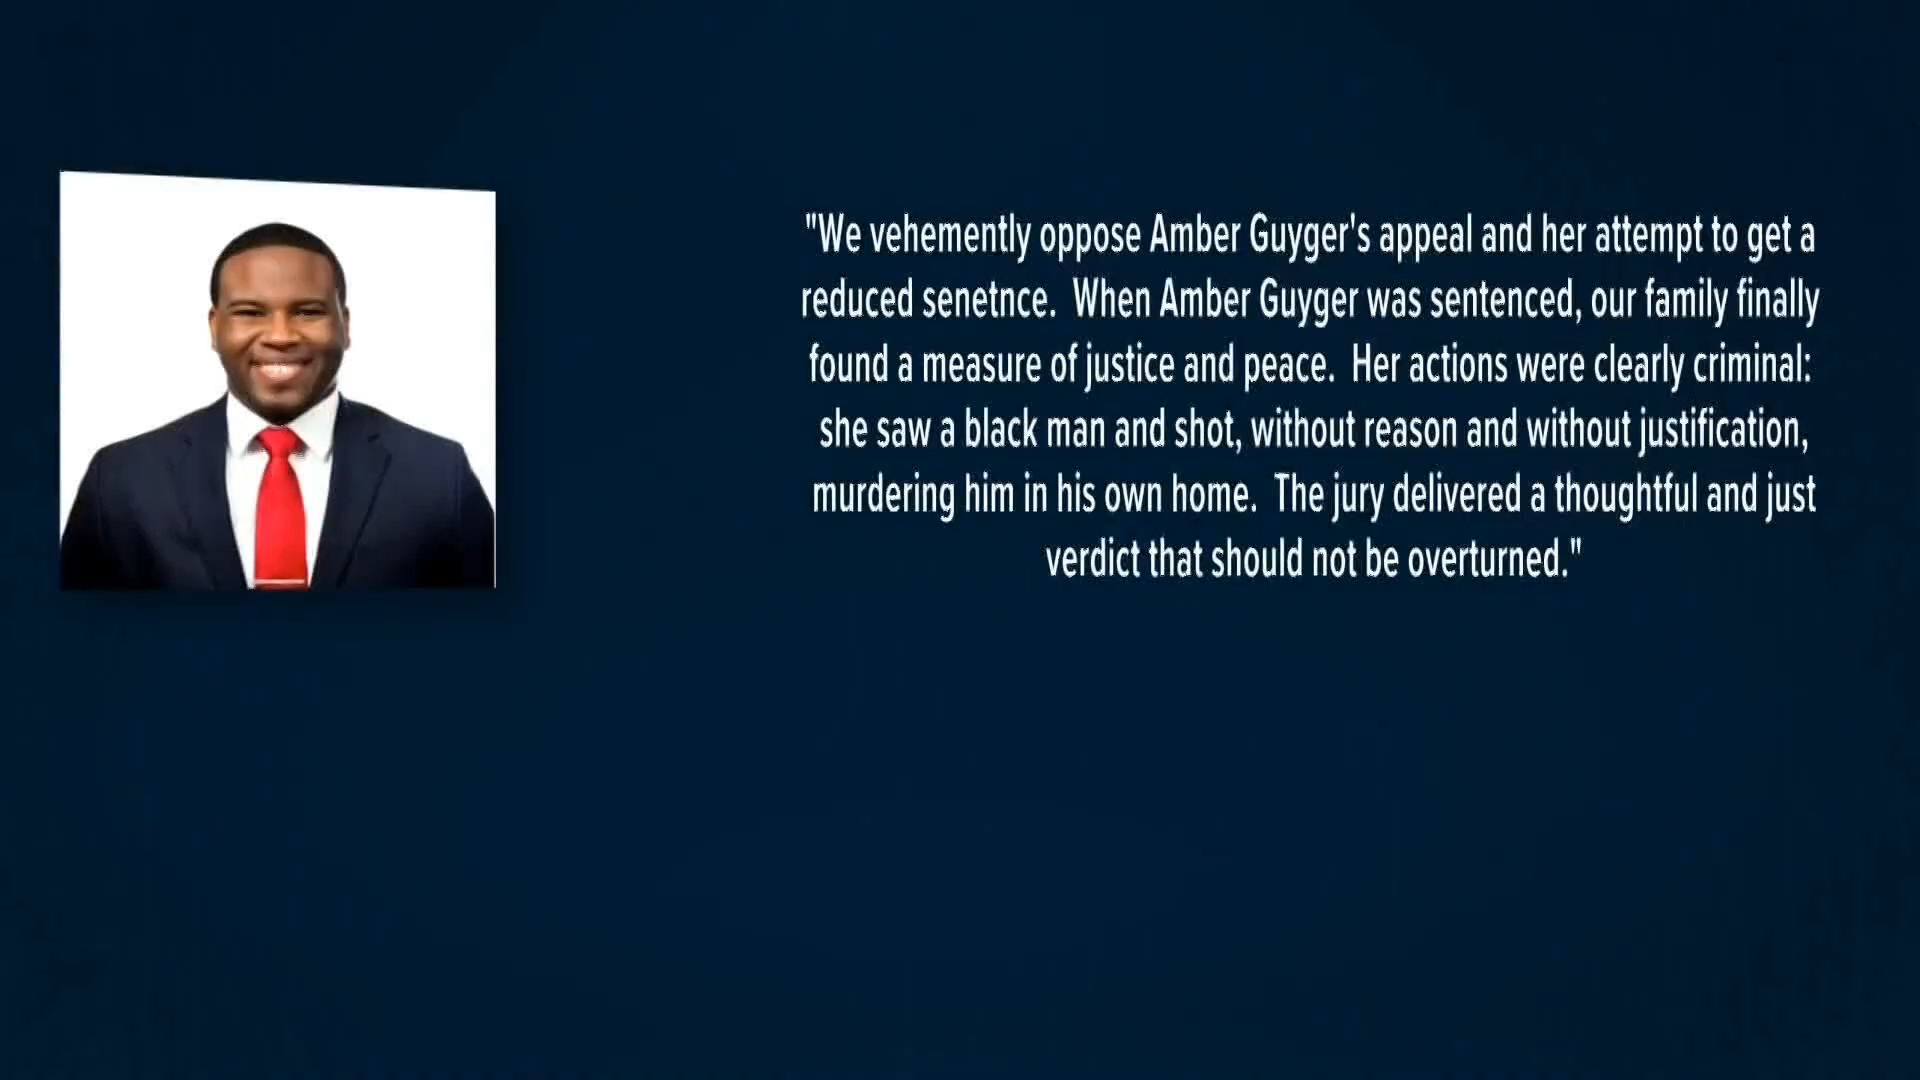 "We vehemently oppose Amber Guyger's appeal and her attempt to get a
reduced senetnce.  When Amber Guyger was sentenced, our family finally
found a measure of justice and peace.  Her actions were clearly criminal:
she saw a black man and shot, without reason and without justification,
murdering him in his own home.  The jury delivered a thoughtful and just
verdict that should not be overturned."